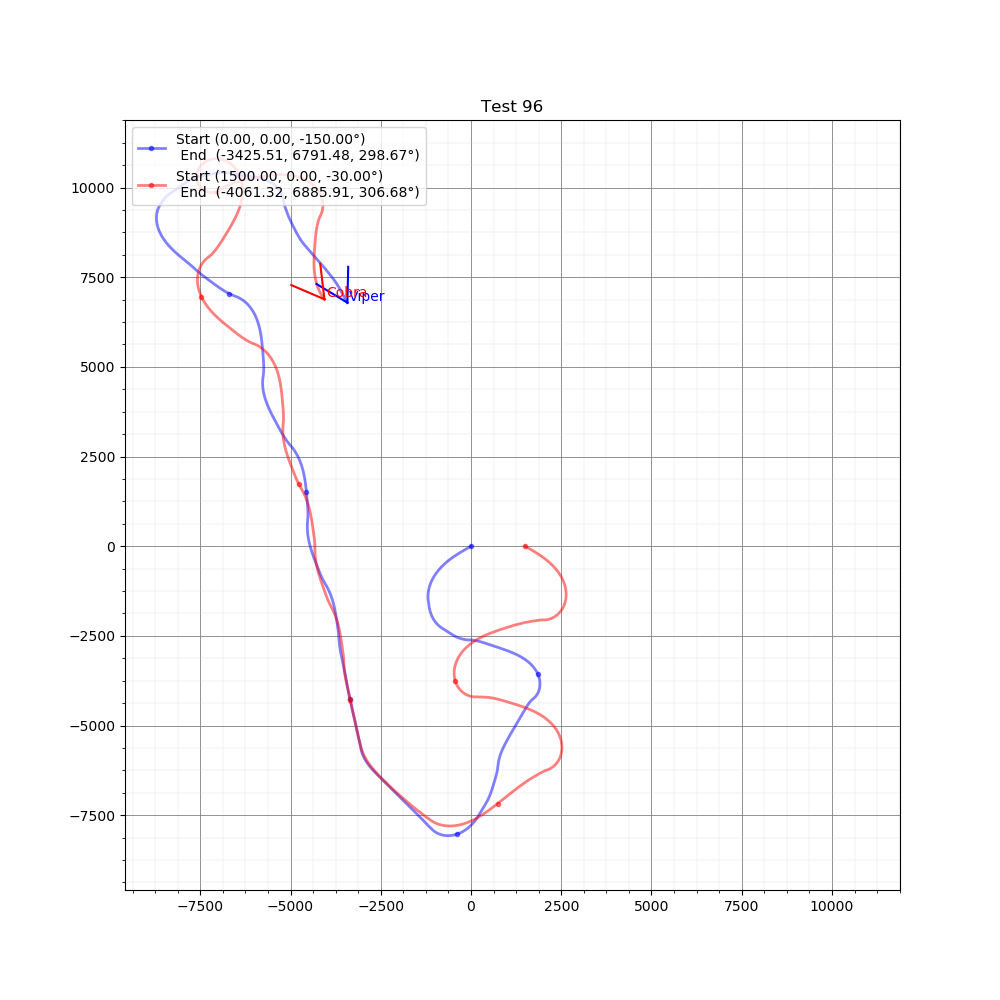 Test 96
Start (0.00, 0.00, -150.00°)
End (-3425.51, 6791.48, 298.67°)
Start (1500.00, 0.00, -30.00°)
End (-4061.32, 6885.91, 306.68°)
Cobra
Viper
10000
7500
5000
2500
0
−2500
−5000
−7500
−7500 −5000 −2500 0 2500 5000 7500 10000